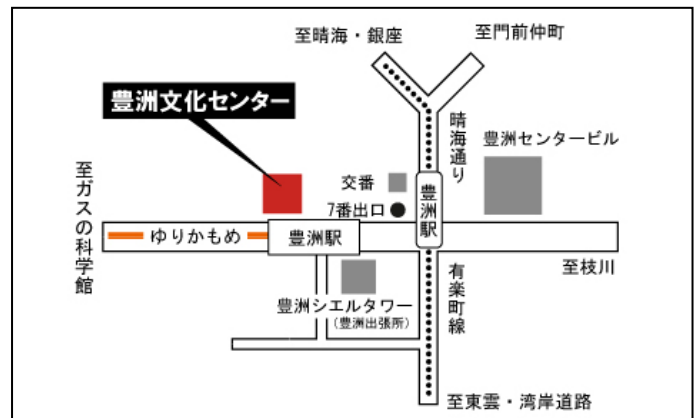 至晴海・銀座
至門前仲町
豊洲文化センター
晴海通り
豊洲センタービル
交番
7番出口
豊洲駅
至ガスの科学館
ゆりかもめ
豊洲駅
至枝川
豊洲シエルタワー
(豊洲出張所)
有楽町線
至東雲・湾岸道路